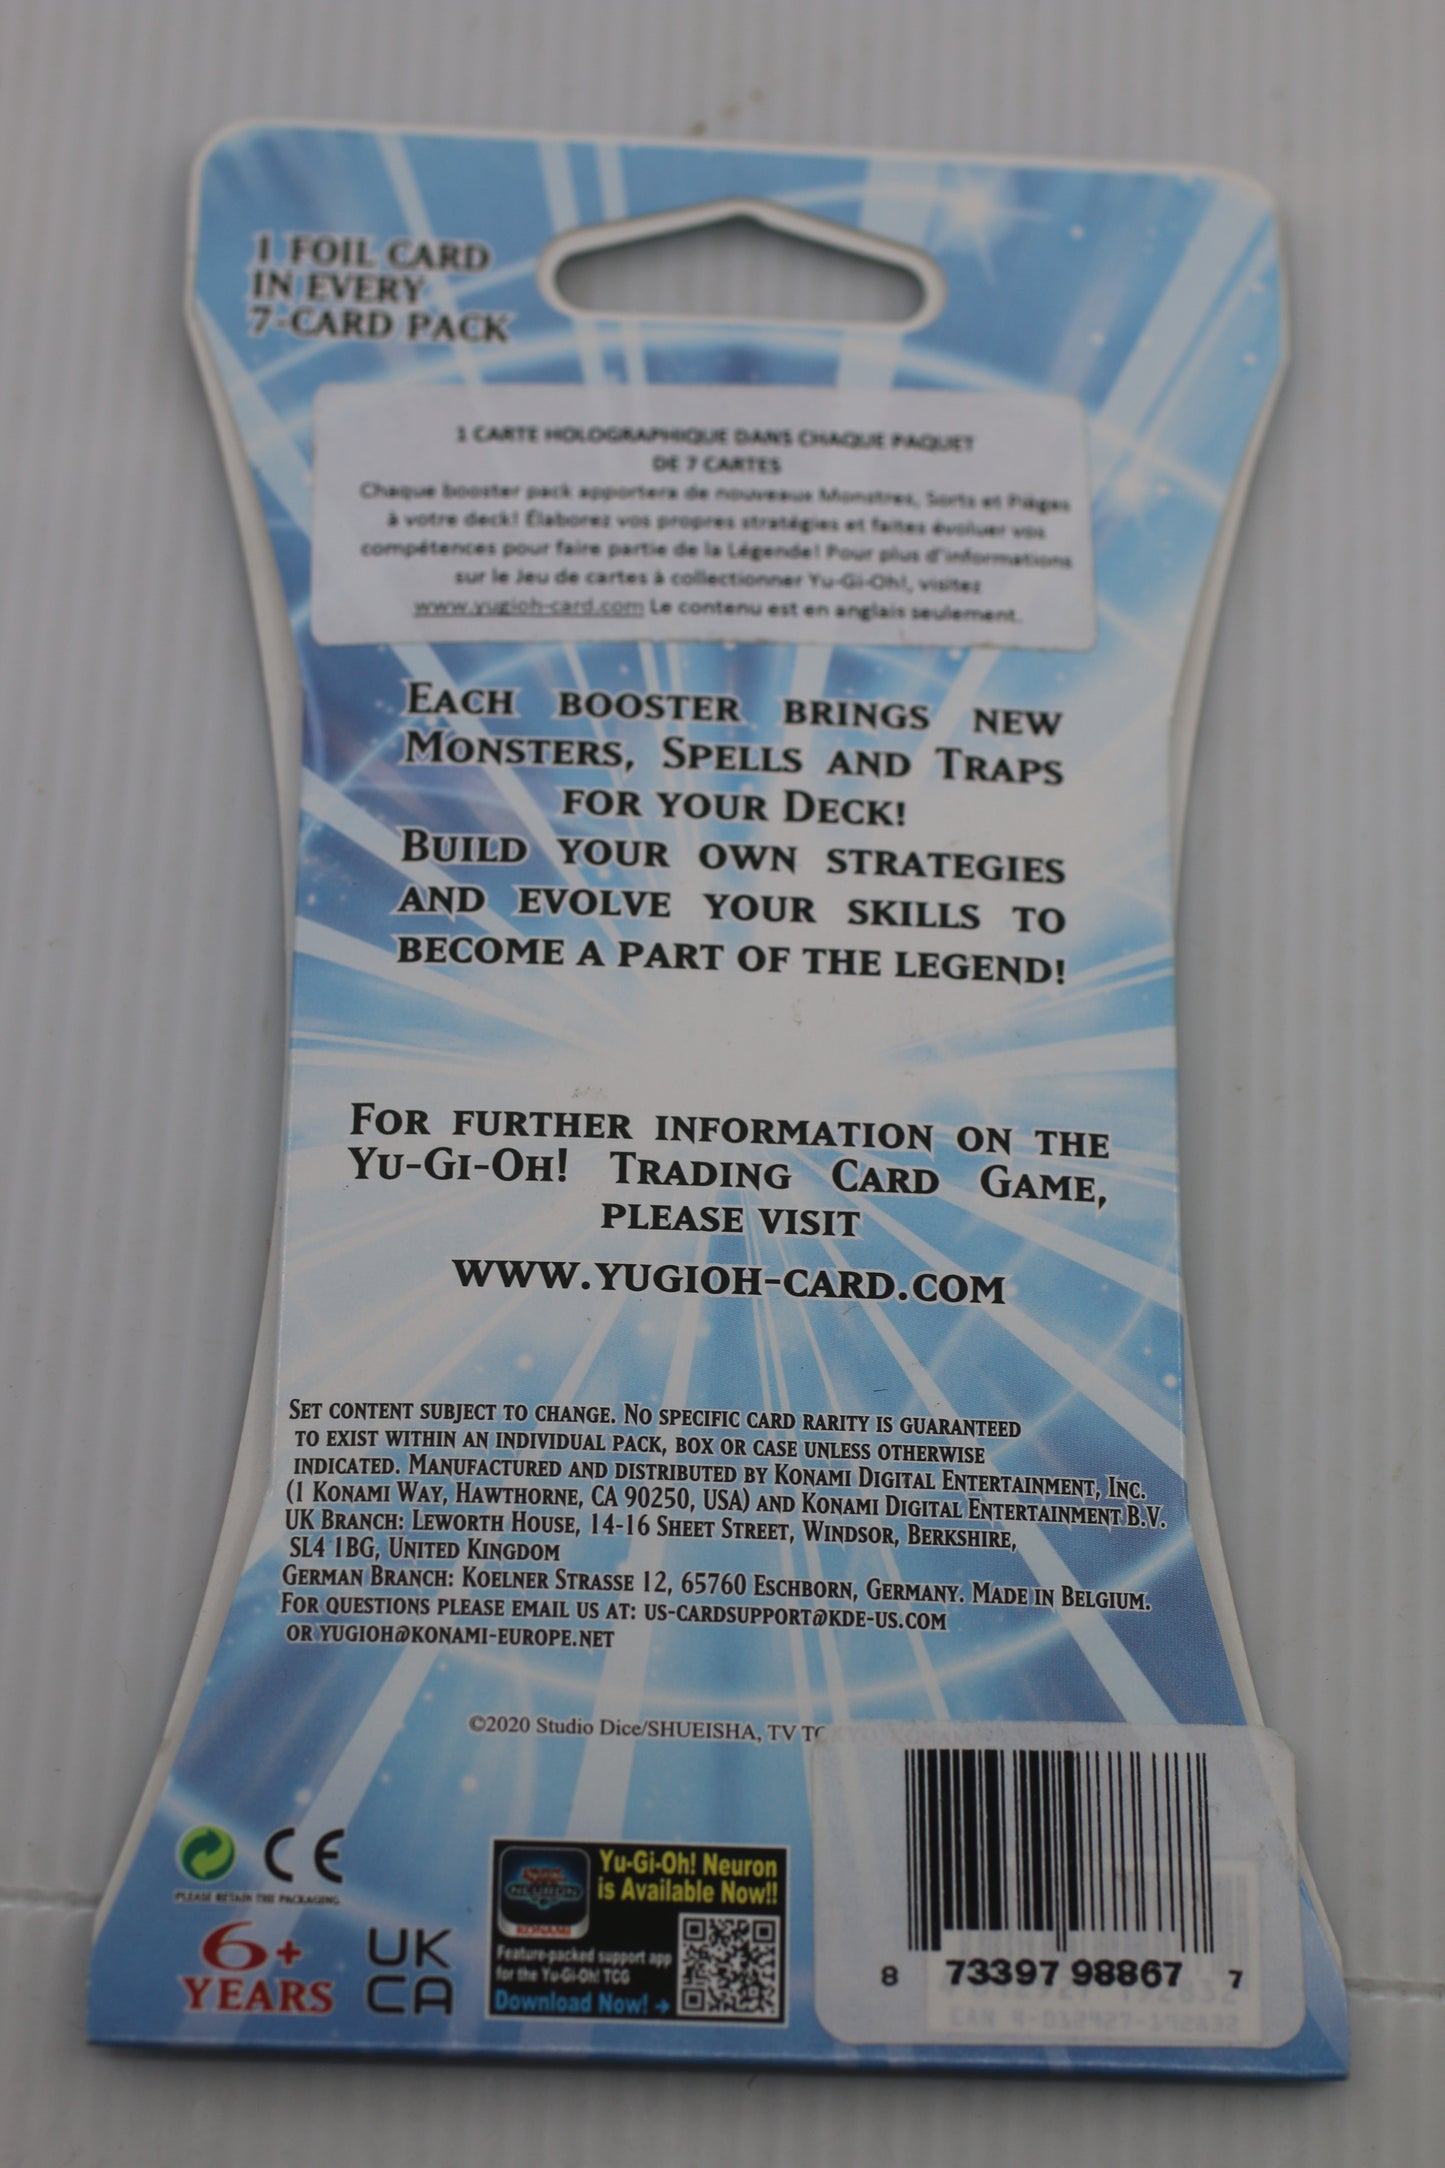 1 FOIL CARD
IN EVERY
7-CARD PACK
1 CARTE HOLOGRAPHIQUE DANS CHAQUE PAQUET
DE 7 CARTES
Chaque booster pack apportera de nouveaux Monstres, Sorts et Pièges
à votre deck! Élaborez vos propres stratégies et faites évoluer vos
compétences pour faire partie de la Légende! Pour plus d'informations
sur le Jeu de cartes à collectionner Yu-Gi-Oh!, visitez
www.yugioh-card.com Le contenu est en anglais seulement.
EACH BOOSTER BRINGS NEW
MONSTERS, SPELLS AND TRAPS
FOR YOUR DECK!
BUILD YOUR OWN STRATEGIES
AND EVOLVE YOUR SKILLS TO
BECOME A PART OF THE LEGEND!
FOR FURTHER INFORMATION ON THE
YU-GI-OH! TRADING CARD GAME,
PLEASE VISIT
WWW.YUGIOH-CARD.COM
SET CONTENT SUBJECT TO CHANGE. NO SPECIFIC CARD RARITY IS GUARANTEED
TO EXIST WITHIN AN INDIVIDUAL PACK, BOX OR CASE UNLESS OTHERWISE
INDICATED. MANUFACTURED AND DISTRIBUTED BY KONAMI DIGITAL ENTERTAINMENT, INC.
(1 KONAMI WAY, HAWTHORNE, CA 90250, USA) AND KONAMI DIGITAL ENTERTAINMENT B.V.
UK BRANCH: LEWORTH HOUSE, 14-16 SHEET STREET, WINDSOR, BERKSHIRE,
SL4 1BG, UNITED KINGDOM
GERMAN BRANCH: KOELNER STRASSE 12, 65760 ESCHBORN, GERMANY. MADE IN BELGIUM.
FOR QUESTIONS PLEASE EMAIL US AT: US-CARDSUPPORT@KDE-US.COM
OR YUGIOH@KONAMI-EUROPE.NET
©2020 Studio Dice/SHUEISHA, TV
CE
PLEASE RETAIN THE PACKAGING
6+
YEARS
UK
CA
NEURON
KONAMI
Yu-Gi-Oh! Neuron
is Available Now!!
Feature-packed support app
for the Yu-Gi-Oh! TCG
Download Now! →
8 73397 98867 7
EAN 4-012927-192832